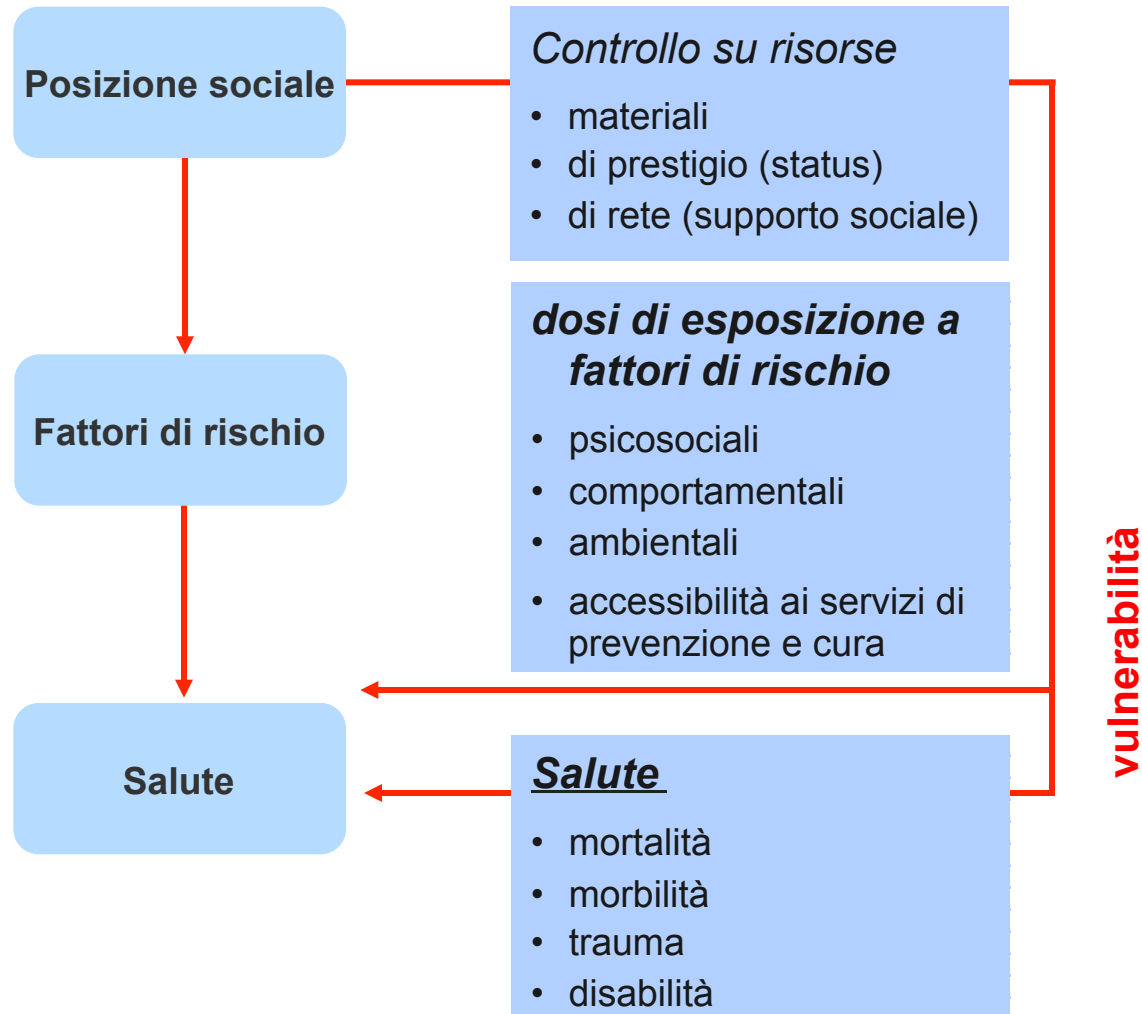 Posizione sociale
Controllo su risorse
• materiali
• di prestigio (status)
• di rete (supporto sociale)
Fattori di rischio
dosi di esposizione a
fattori di rischio
• psicosociali
• comportamentali
• ambientali
• accessibilità ai servizi di
prevenzione e cura
vulnerabilità
Salute
Salute
• mortalità
• morbilità
• trauma
• disabilità